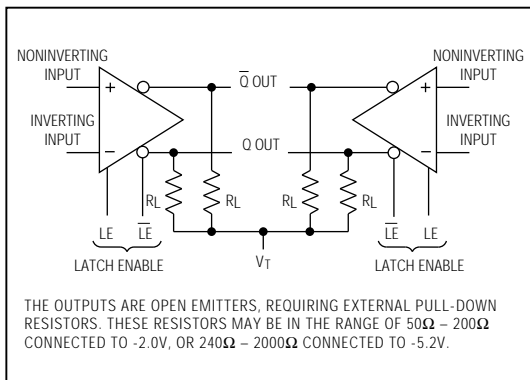 NONINVERTING INPUT
NONINVERTING INPUT
+
Q̅ OUT
+
INVERTING INPUT
INVERTING INPUT
−
Q OUT
−
RL RL RL RL
LE L̅E̅ L̅E̅ LE
LATCH ENABLE
LATCH ENABLE
VT
THE OUTPUTS ARE OPEN EMITTERS, REQUIRING EXTERNAL PULL-DOWN
RESISTORS. THESE RESISTORS MAY BE IN THE RANGE OF 50Ω – 200Ω
CONNECTED TO -2.0V, OR 240Ω – 2000Ω CONNECTED TO -5.2V.